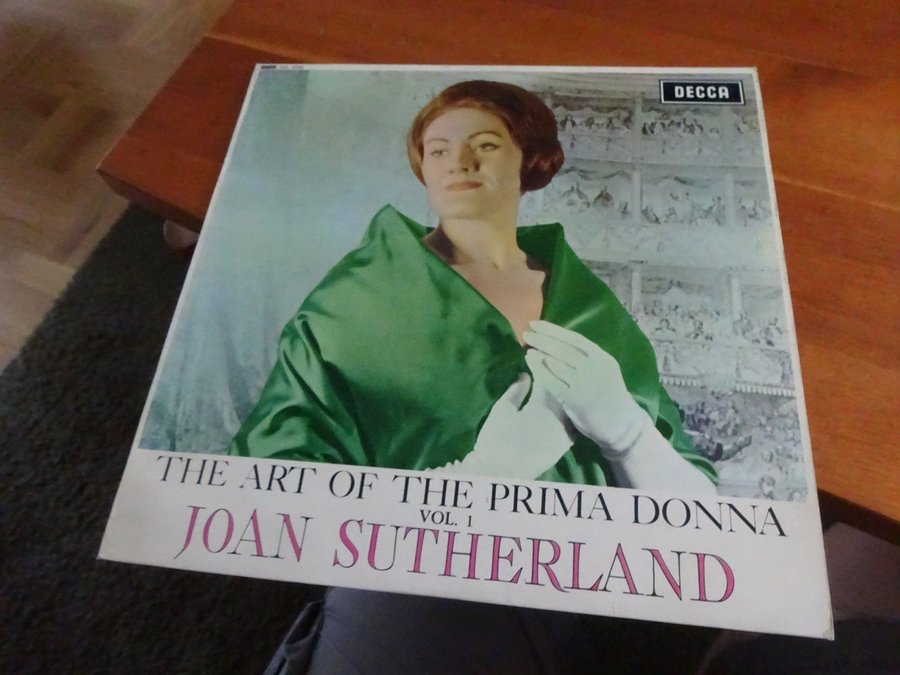 DECCA
THE ART OF THE PRIMA DONNA
VOL. 1
JOAN SUTHERLAND